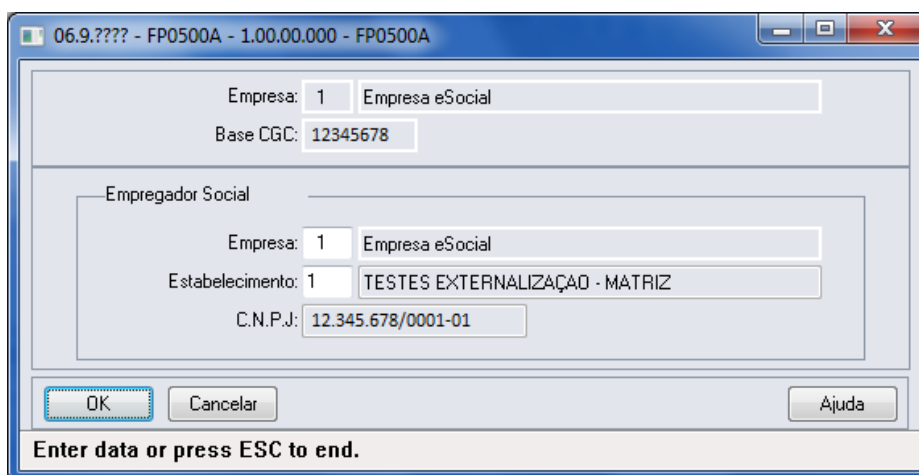 06.9.???? - FP0500A - 1.00.00.000 - FP0500A
Empresa: 1 Empresa eSocial
Base CGC: 12345678
Empregador Social
Empresa: 1 Empresa eSocial
Estabelecimento: 1 TESTES EXTERNALIZAÇAO - MATRIZ
C.N.P.J: 12.345.678/0001-01
OK Cancelar Ajuda
Enter data or press ESC to end.